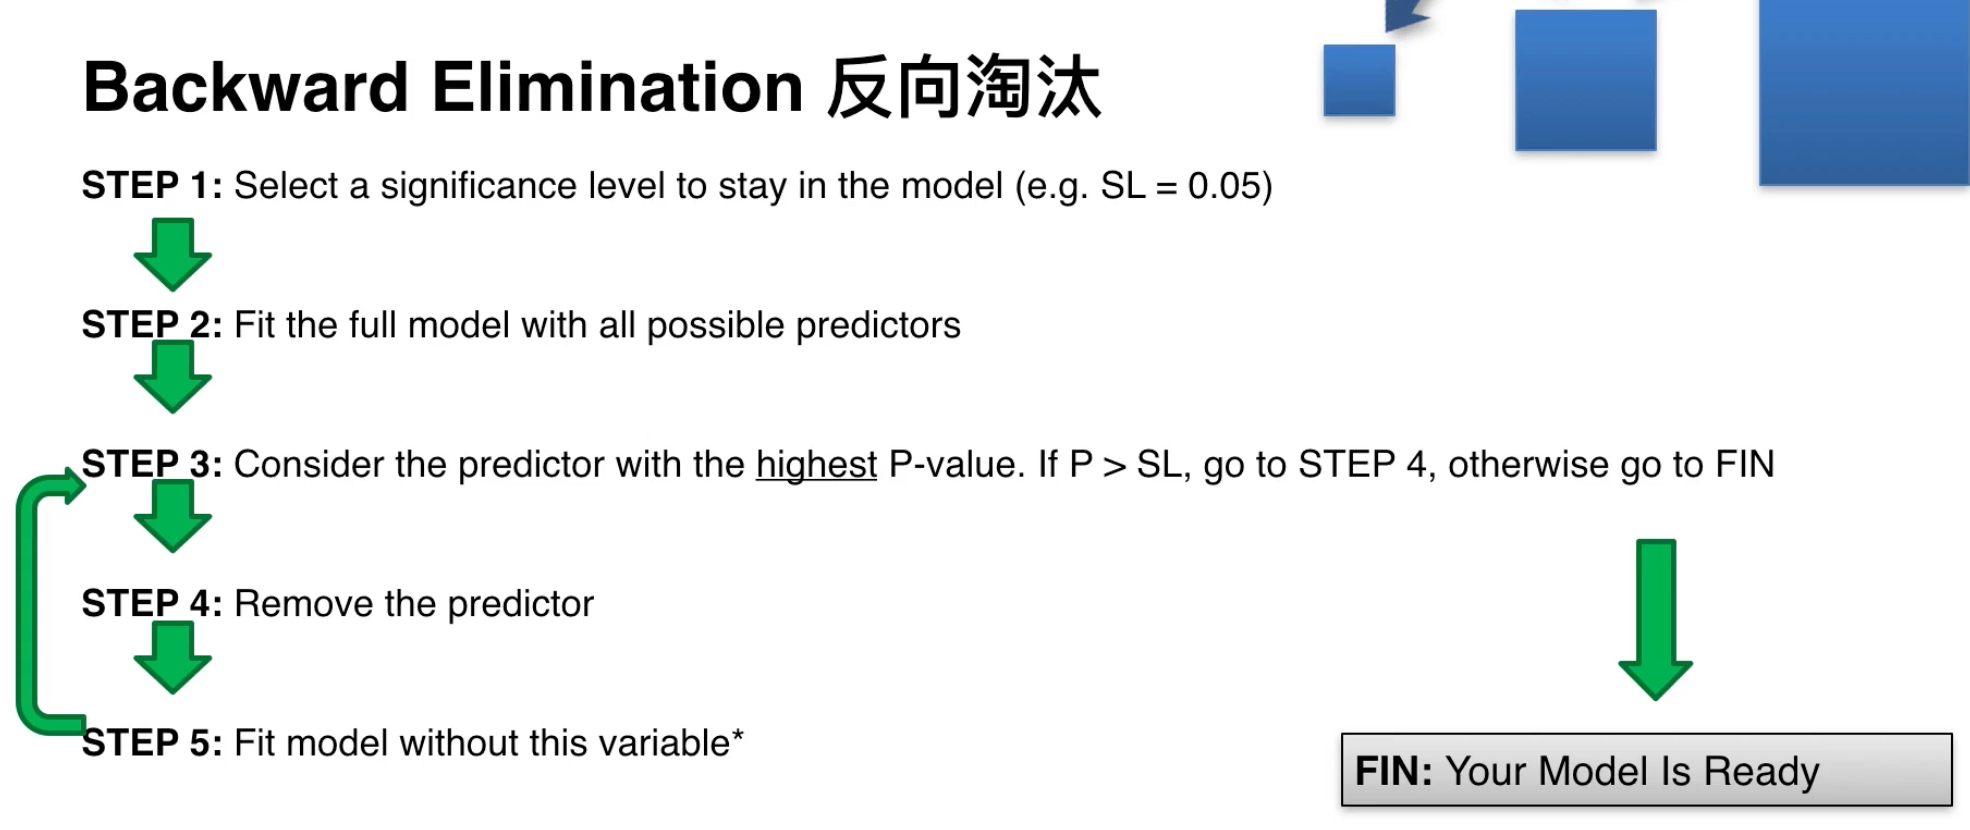 Backward Elimination 反向淘汰
STEP 1: Select a significance level to stay in the model (e.g. SL = 0.05)
STEP 2: Fit the full model with all possible predictors
STEP 3: Consider the predictor with the highest P-value. If P > SL, go to STEP 4, otherwise go to FIN
STEP 4: Remove the predictor
STEP 5: Fit model without this variable*
FIN: Your Model Is Ready